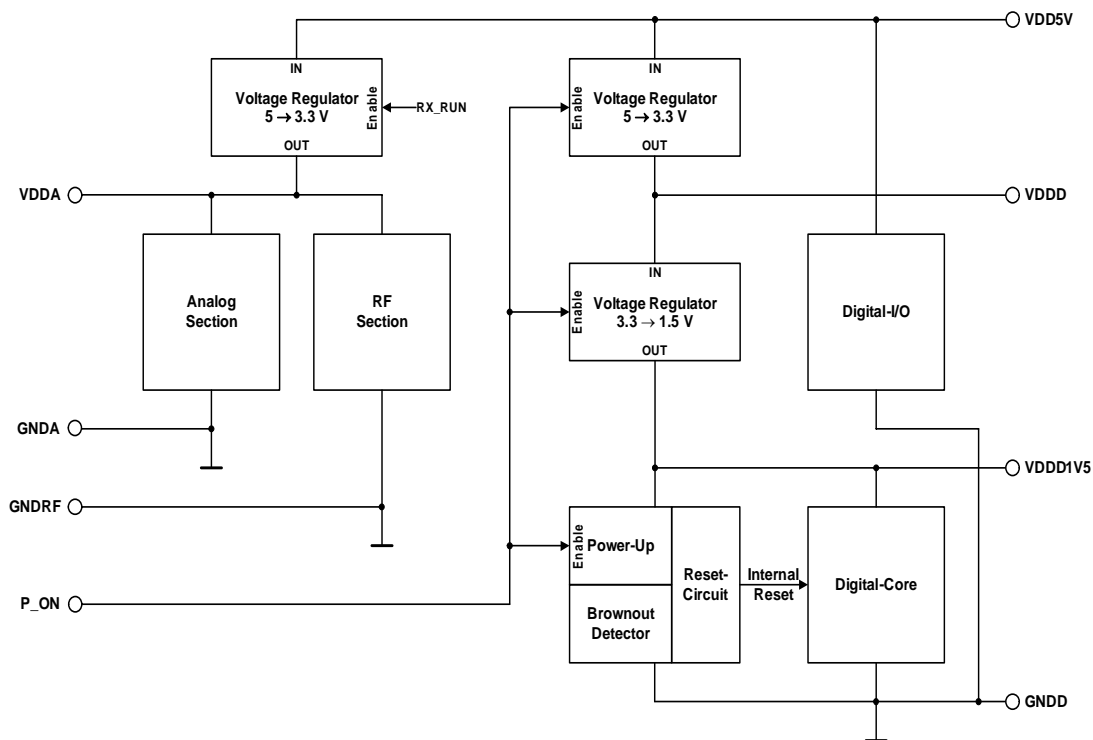 VDD5V
IN
Voltage Regulator
5 → 3.3 V
Enable
RX_RUN
OUT
IN
Enable
Voltage Regulator
5 → 3.3 V
OUT
VDDA
VDDD
Analog
Section
RF
Section
IN
Enable
Voltage Regulator
3.3 → 1.5 V
OUT
Digital-I/O
GNDA
VDDD1V5
GNDRF
Enable
Power-Up
Reset-
Circuit
Internal
Reset
Digital-Core
P_ON
Brownout
Detector
GNDD